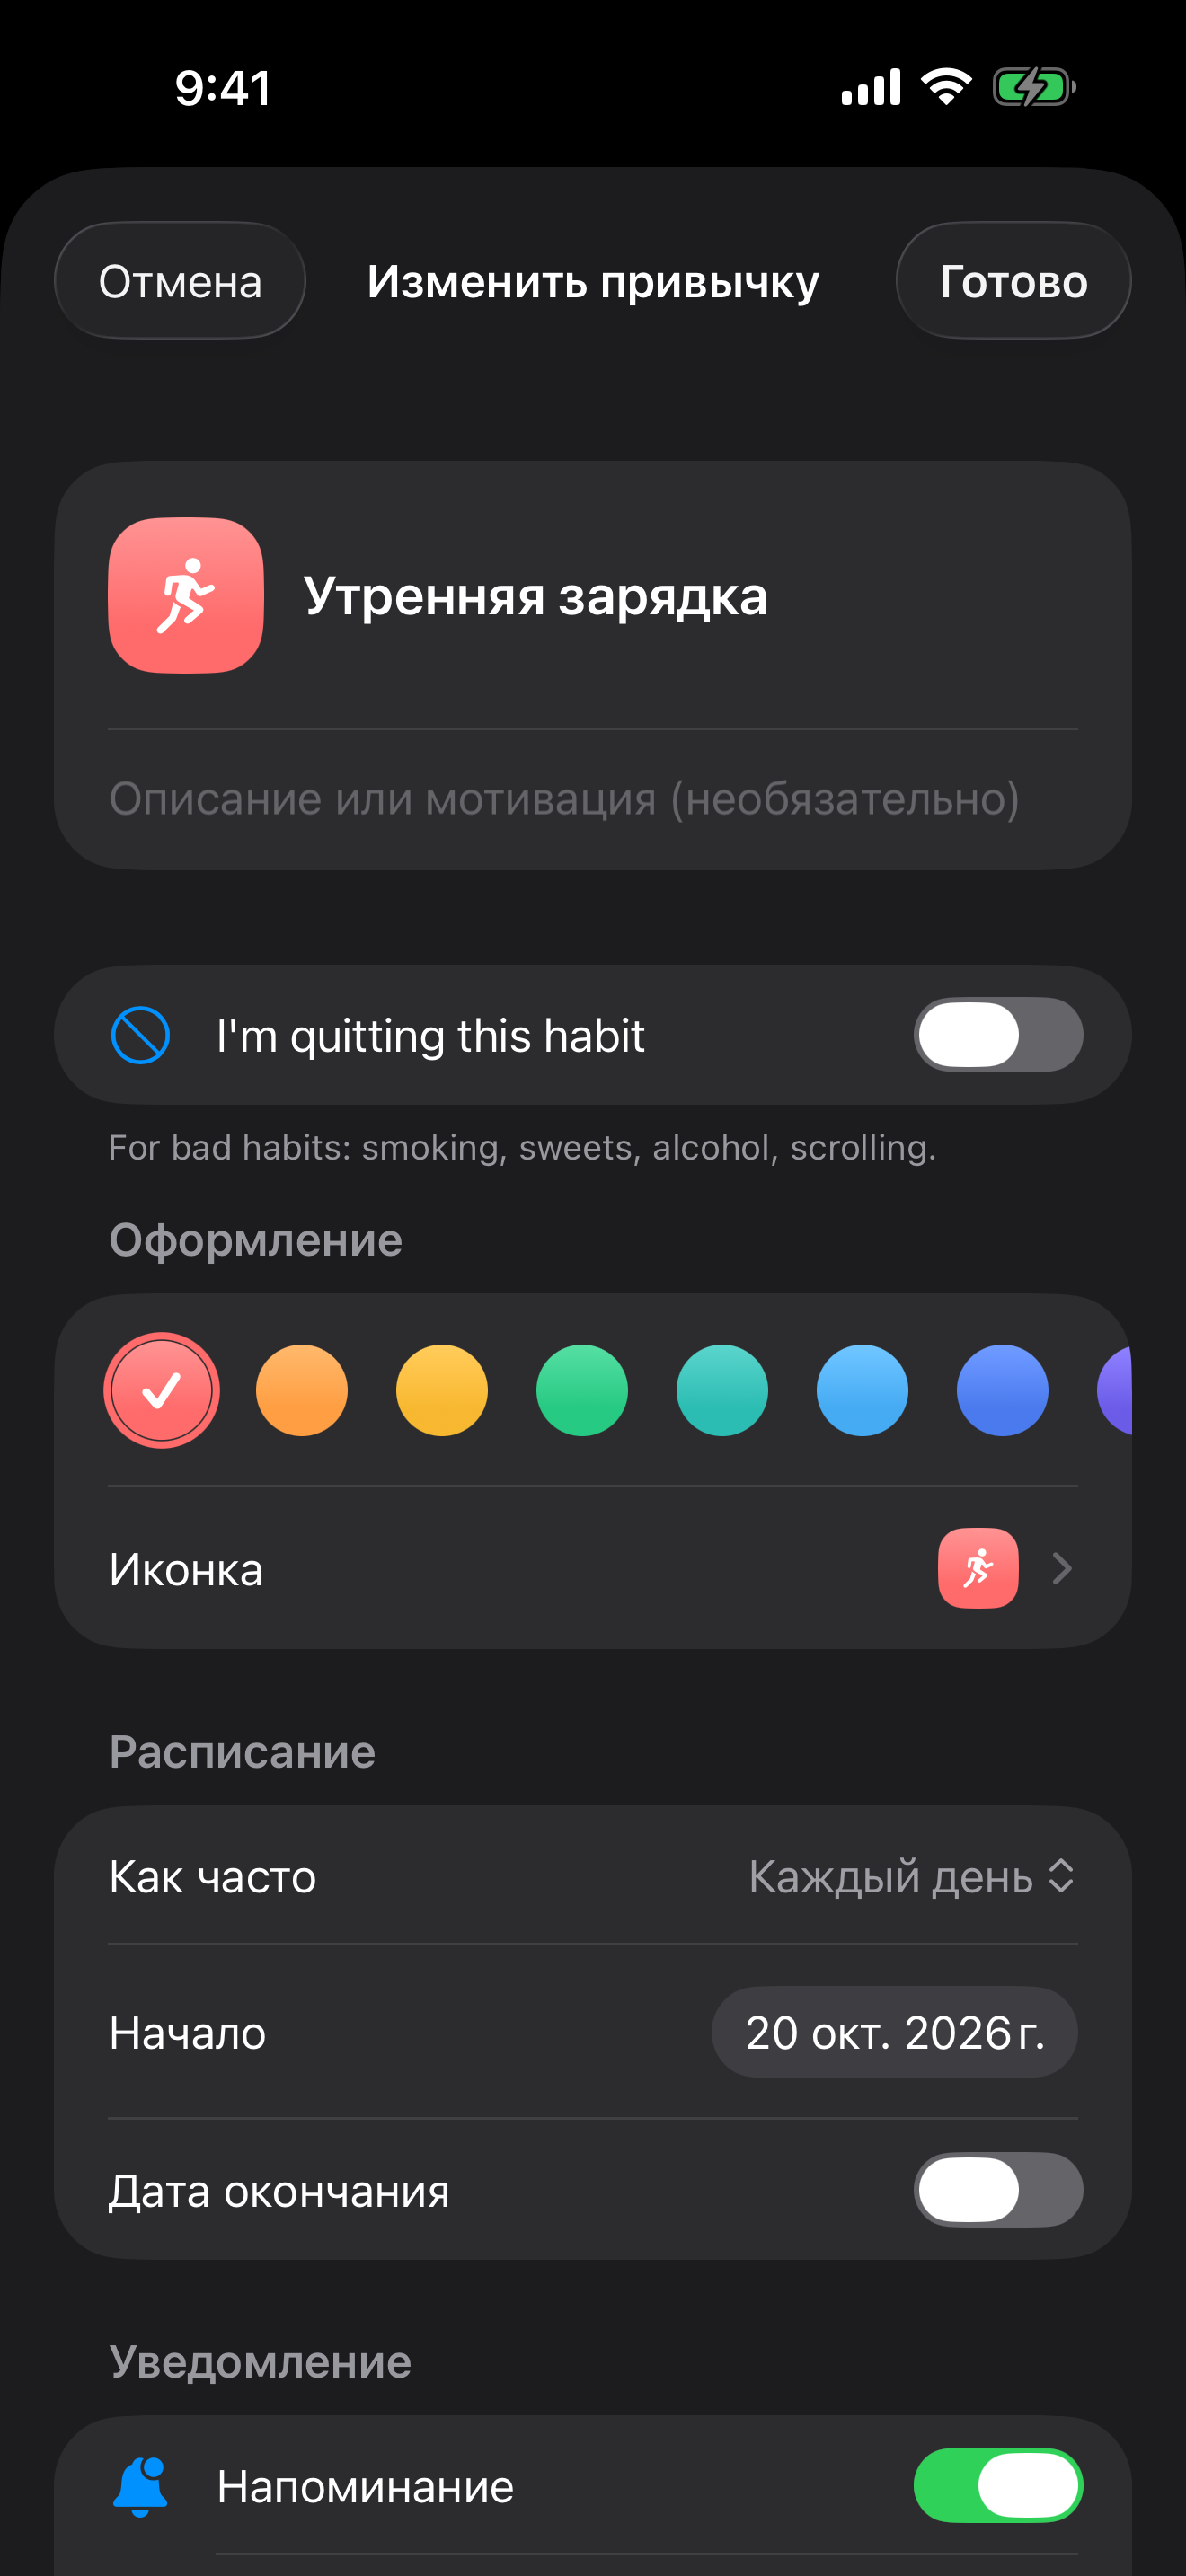 9:41
Отмена
Изменить привычку
Готово
Утренняя зарядка
Описание или мотивация (необязательно)
I'm quitting this habit
For bad habits: smoking, sweets, alcohol, scrolling.
Оформление
Иконка
Расписание
Как часто
Каждый день
Начало
20 окт. 2026 г.
Дата окончания
Уведомление
Напоминание